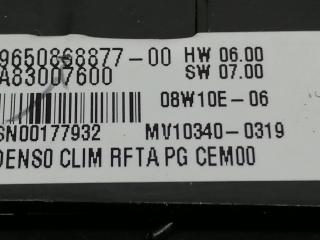 9650868877-00 HW 06.00
A83007600 SW 07.00
08W10E-06
SN00177932 MV10340-0319
DENSO CLIM RFTA PG CEM00